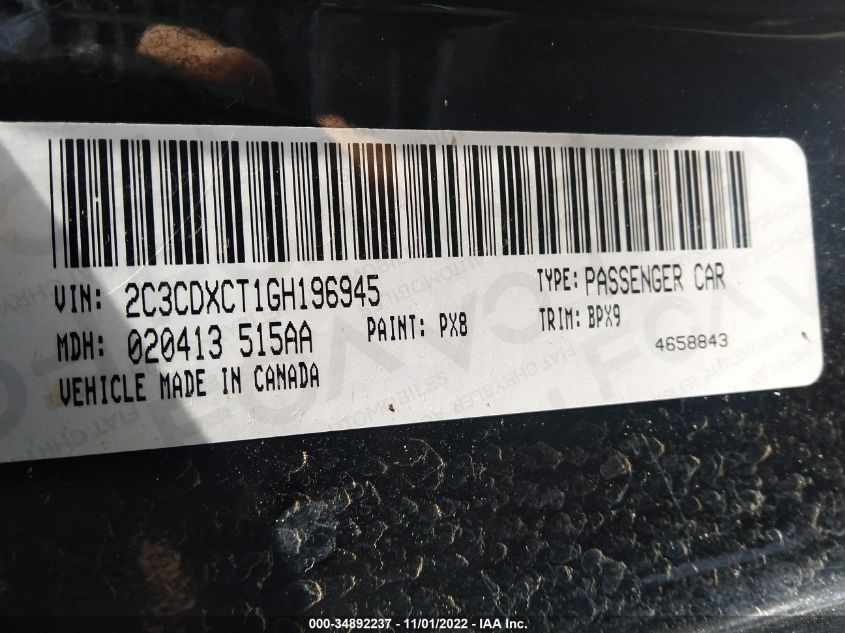 VIN: 2C3CDXCT1GH196945 TYPE: PASSENGER CAR
MDH: 020413 515AA PAINT: PX8 TRIM: BPX9
4658843
VEHICLE MADE IN CANADA
000-34892237 - 11/01/2022 - IAA Inc.